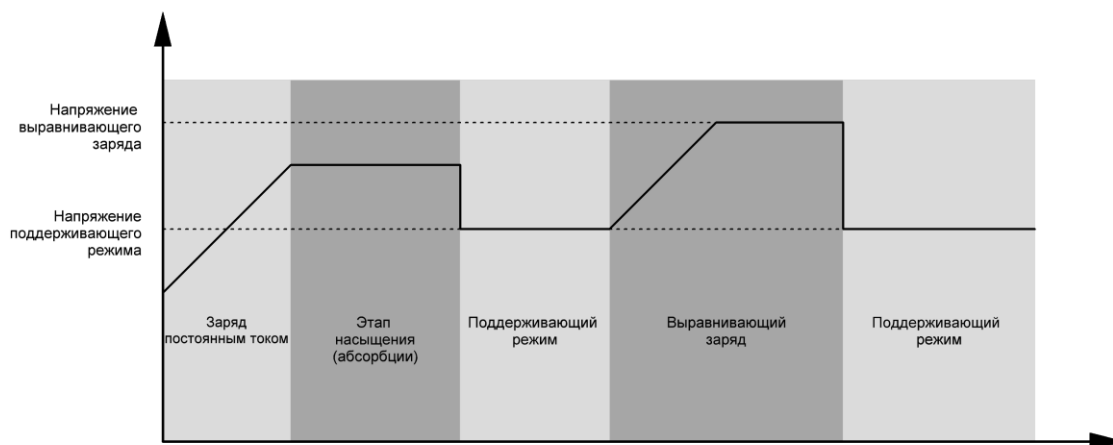 Напряжение
выравнивающего
заряда
Напряжение
поддерживающего
режима
Заряд
постоянным током
Этап
насыщения
(абсорбции)
Поддерживающий
режим
Выравнивающий
заряд
Поддерживающий
режим